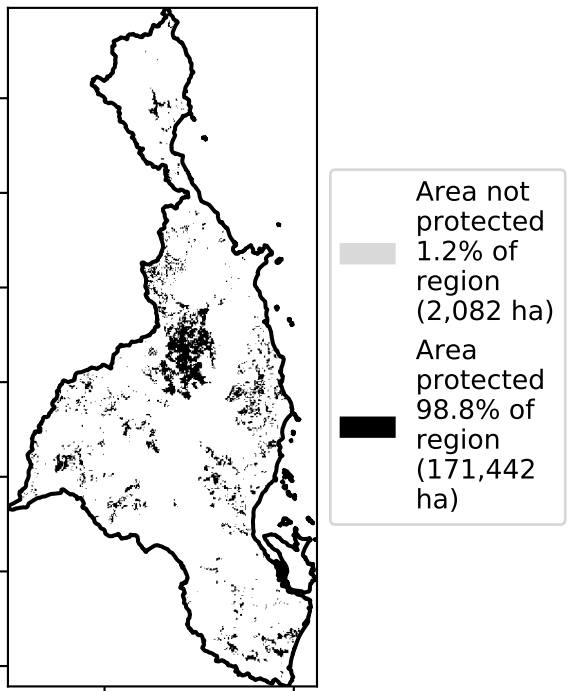 Area not
protected
1.2% of
region
(2,082 ha)
Area
protected
98.8% of
region
(171,442
ha)